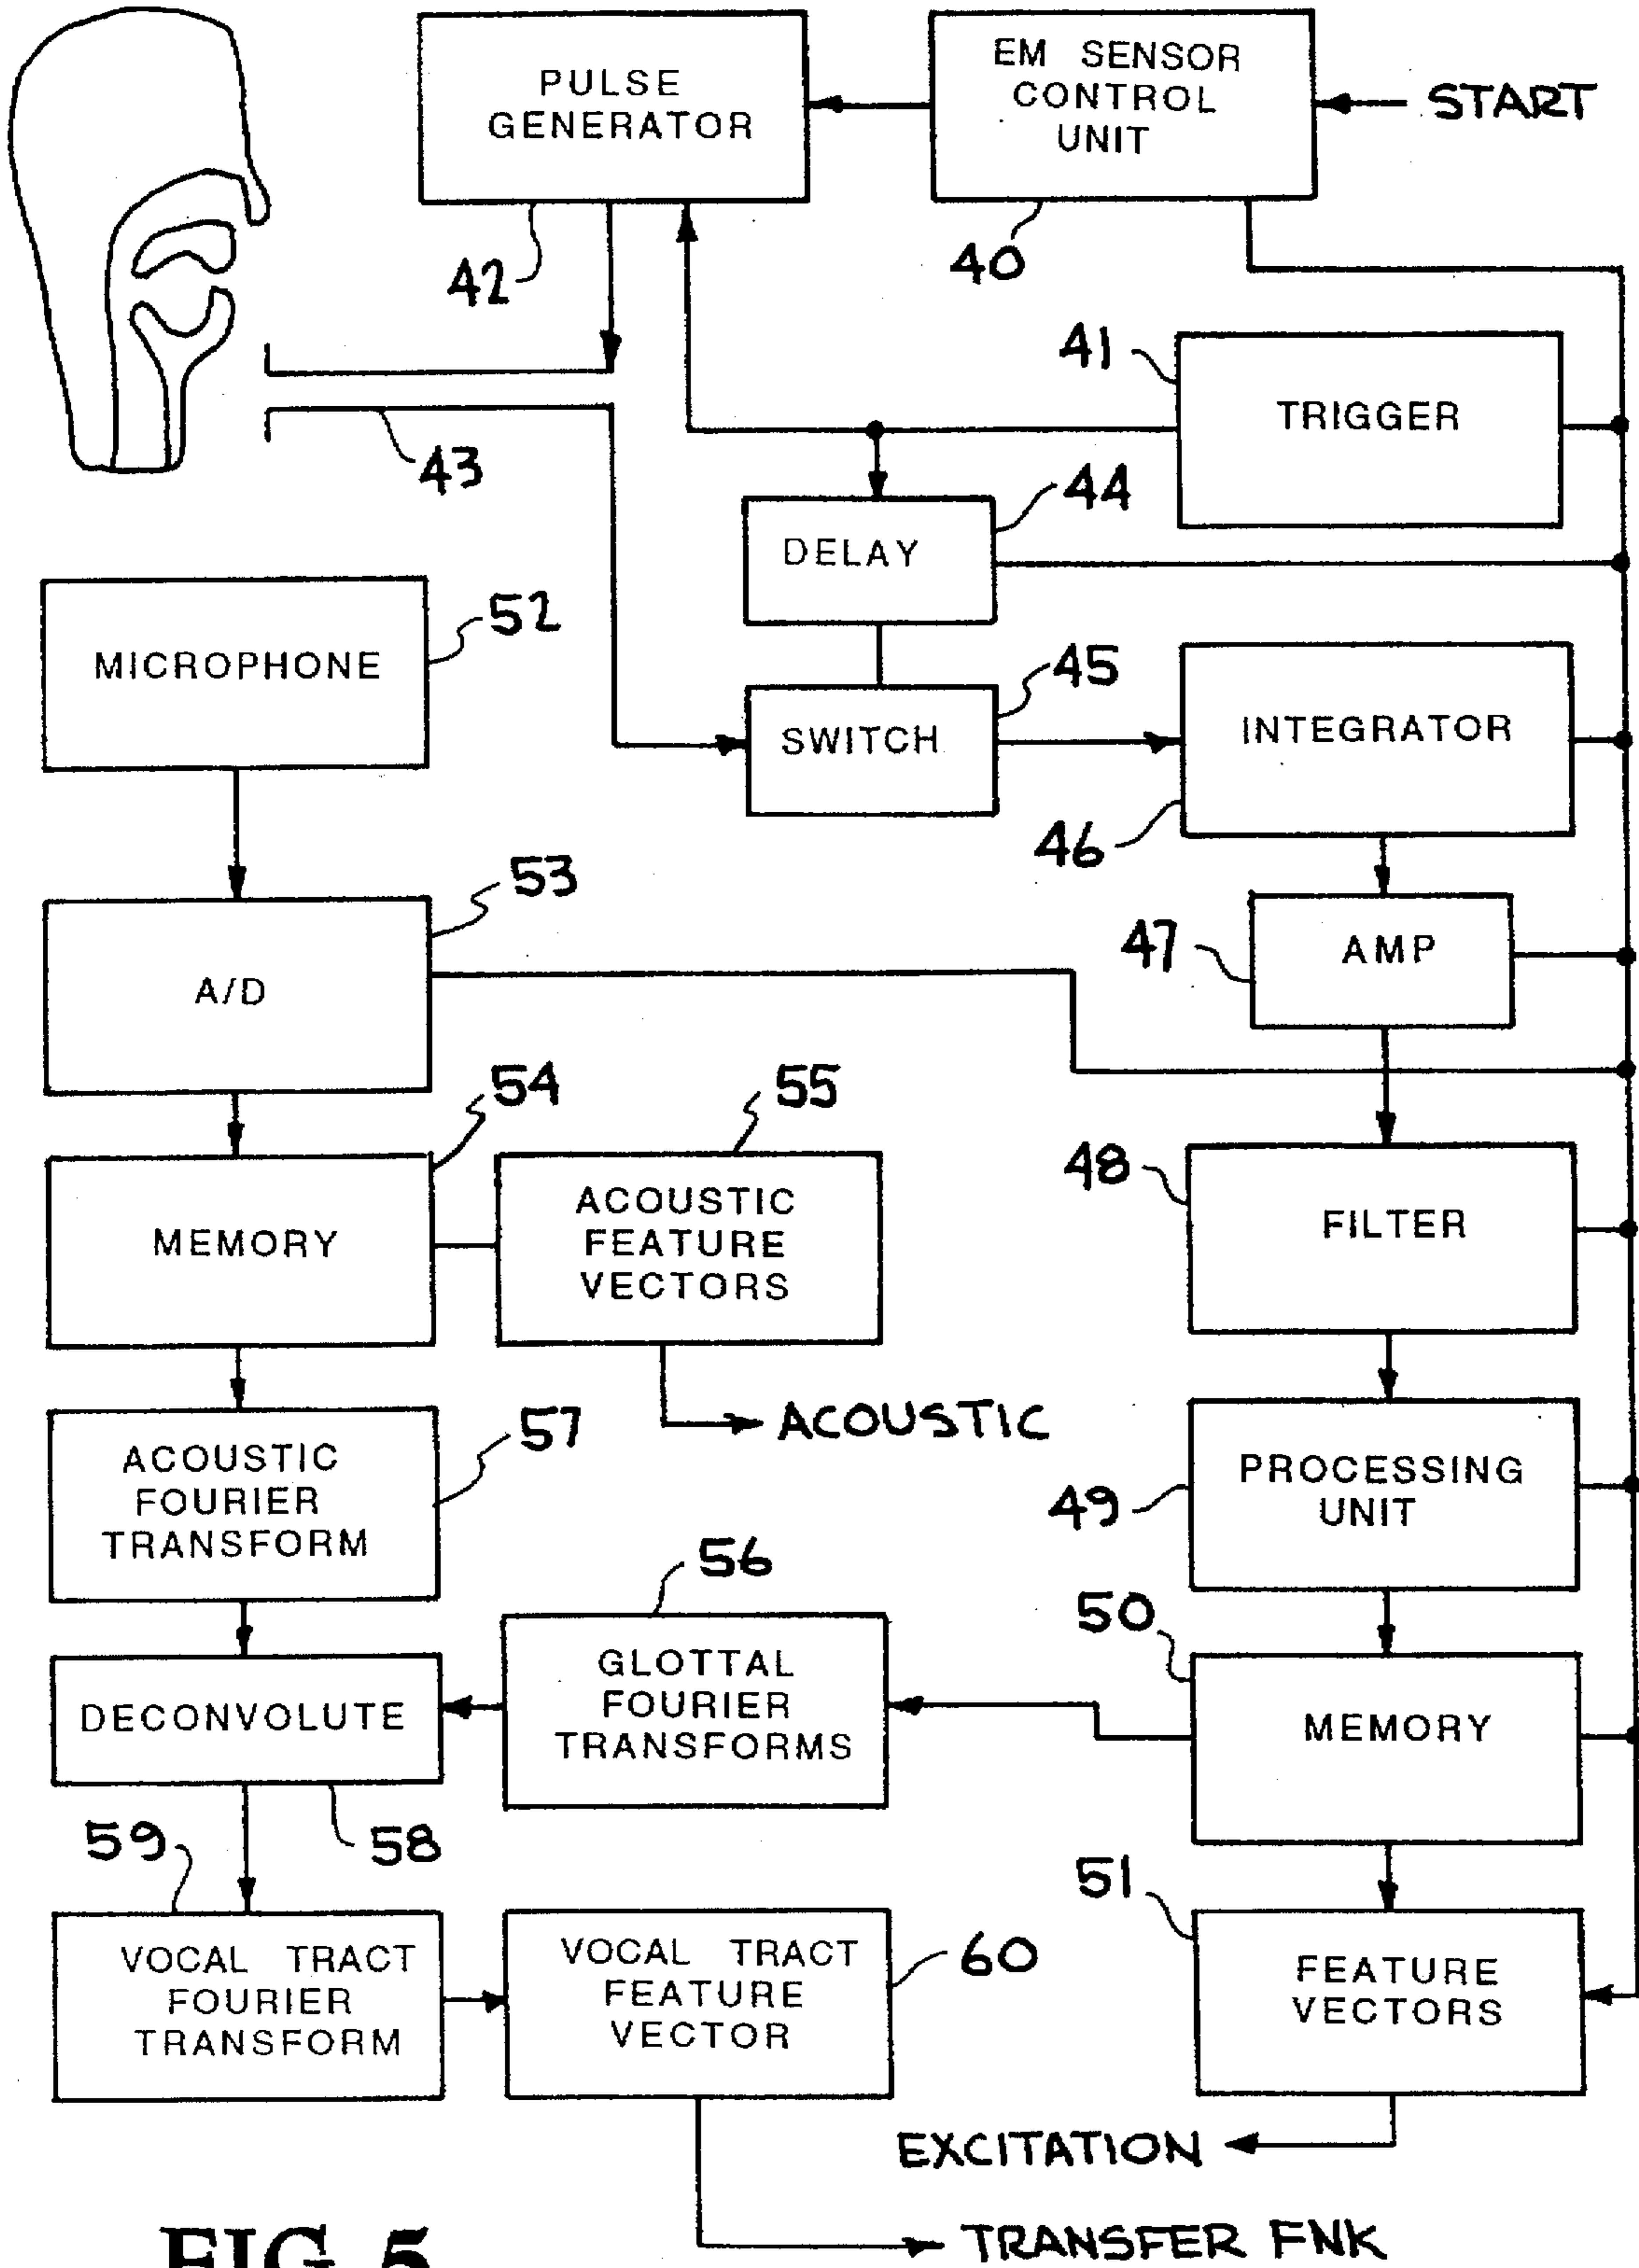 PULSE
GENERATOR
EM SENSOR
CONTROL
UNIT
START
42
40
41
TRIGGER
43
44
DELAY
MICROPHONE
52
45
SWITCH
INTEGRATOR
46
53
A/D
47
AMP
54
55
MEMORY
ACOUSTIC
FEATURE
VECTORS
48
FILTER
ACOUSTIC
57
ACOUSTIC
FOURIER
TRANSFORM
49
PROCESSING
UNIT
56
GLOTTAL
FOURIER
TRANSFORMS
50
MEMORY
DECONVOLUTE
58
59
VOCAL TRACT
FOURIER
TRANSFORM
VOCAL TRACT
FEATURE
VECTOR
60
51
FEATURE
VECTORS
EXCITATION
TRANSFER FNK
FIG. 5